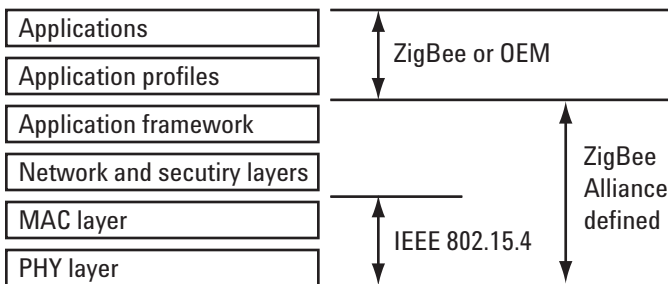 Applications
Application profiles
Application framework
Network and secutiry layers
MAC layer
PHY layer
ZigBee or OEM
IEEE 802.15.4
ZigBee
Alliance
defined